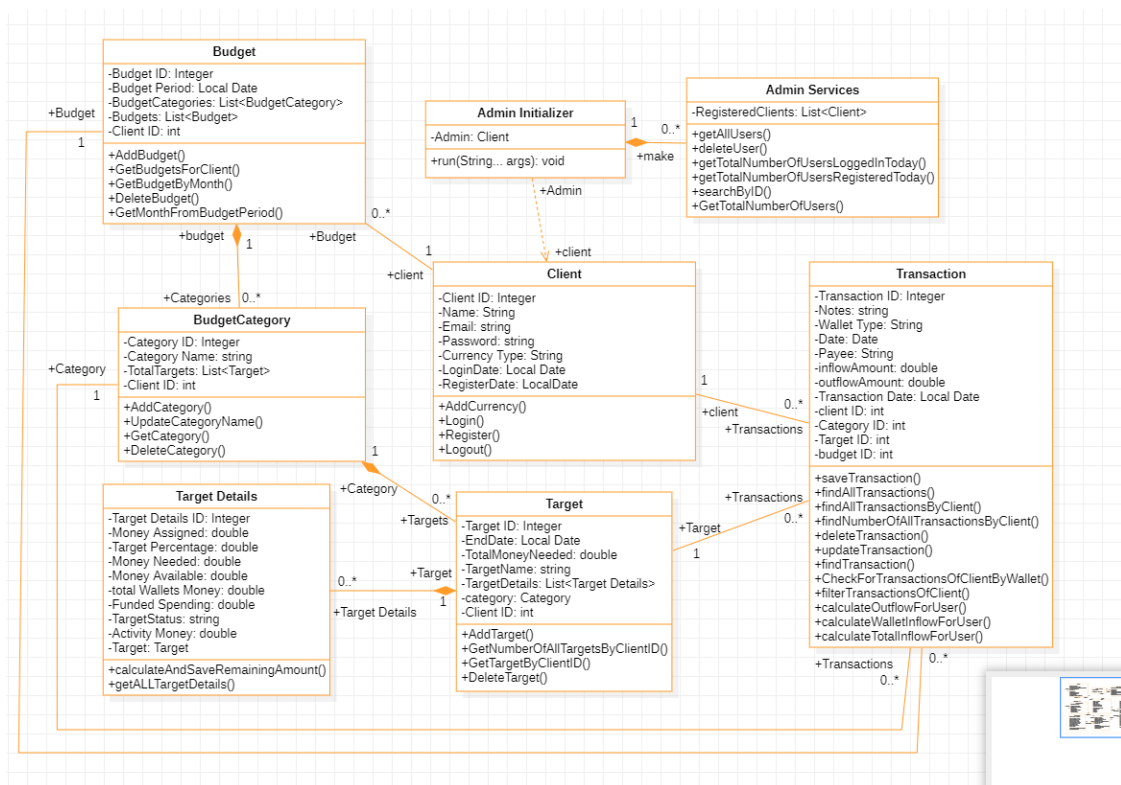 Budget
-Budget ID: Integer
-Budget Period: Local Date
-BudgetCategories: List<BudgetCategory>
-Budgets: List<Budget>
-Client ID: int
+AddBudget()
+GetBudgetsForClient()
+GetBudgetByMonth()
+DeleteBudget()
+GetMonthFromBudgetPeriod()
+Budget
1
+budget
1
+Budget
0..*
1
+client
+Categories
0..*
Admin Initializer
-Admin: Client
+run(String... args): void
1
0..*
+make
+Admin
+client
Admin Services
-RegisteredClients: List<Client>
+getAllUsers()
+deleteUser()
+getTotalNumberOfUsersLoggedInToday()
+getTotalNumberOfUsersRegisteredToday()
+searchByID()
+GetTotalNumberOfUsers()
BudgetCategory
-Category ID: Integer
-Category Name: string
-TotalTargets: List<Target>
-Client ID: int
+AddCategory()
+UpdateCategoryName()
+GetCategory()
+DeleteCategory()
+Category
1
1
+Category
0..*
+Targets
Client
-Client ID: Integer
-Name: String
-Email: string
-Password: string
-Currency Type: String
-LoginDate: Local Date
-RegisterDate: LocalDate
+AddCurrency()
+Login()
+Register()
+Logout()
1
+client
0..*
+Transactions
Transaction
-Transaction ID: Integer
-Notes: string
-Wallet Type: String
-Date: Date
-Payee: String
-inflowAmount: double
-outflowAmount: double
-Transaction Date: Local Date
-client ID: int
-Category ID: int
-Target ID: int
-budget ID: int
+saveTransaction()
+findAllTransactions()
+findAllTransactionsByClient()
+findNumberOfAllTransactionsByClient()
+deleteTransaction()
+updateTransaction()
+findTransaction()
+CheckForTransactionsOfClientByWallet()
+filterTransactionsOfClient()
+calculateOutflowForUser()
+calculateWalletInflowForUser()
+calculateTotalInflowForUser()
Target Details
-Target Details ID: Integer
-Money Assigned: double
-Target Percentage: double
-Money Needed: double
-Money Available: double
-total Wallets Money: double
-Funded Spending: double
-TargetStatus: string
-Activity Money: double
-Target: Target
+calculateAndSaveRemainingAmount()
+getALLTargetDetails()
0..*
+Target Details
+Target
1
Target
-Target ID: Integer
-EndDate: Local Date
-TotalMoneyNeeded: double
-TargetName: string
-TargetDetails: List<Target Details>
-category: Category
-Client ID: int
+AddTarget()
+GetNumberOfAllTargetsByClientID()
+GetTargetByClientID()
+DeleteTarget()
+Target
1
+Transactions
0..*
+Transactions
0..*
0..*